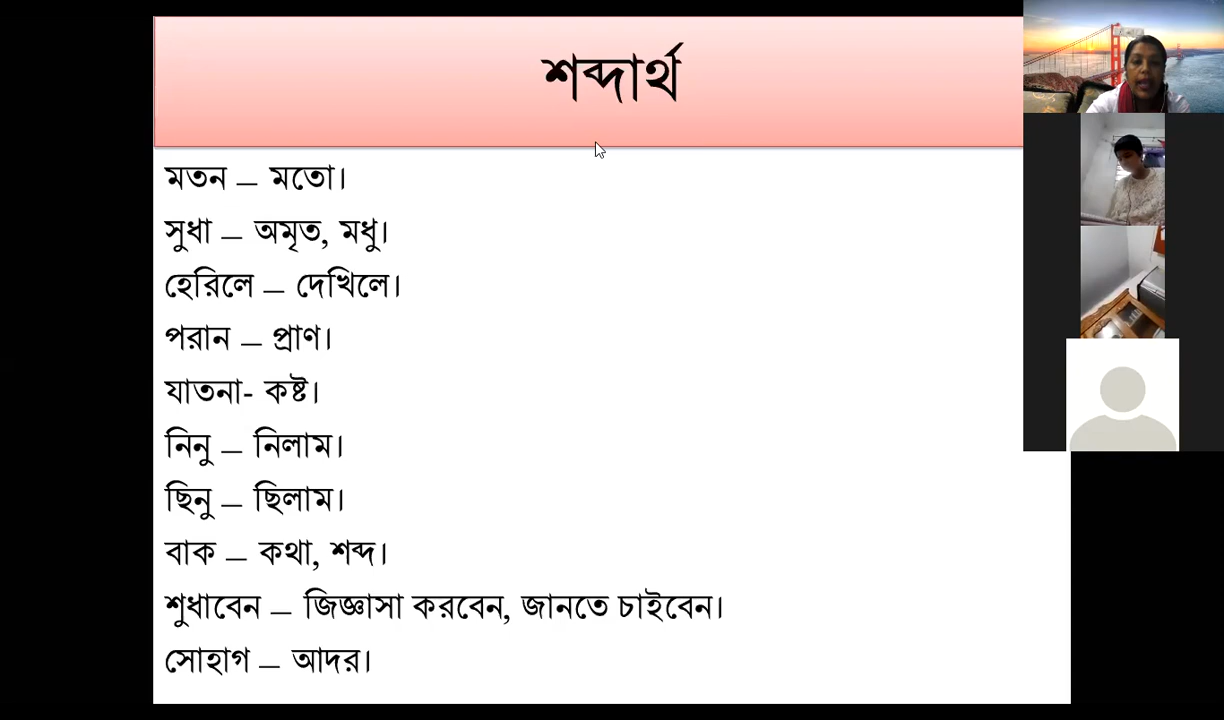 শব্দার্থ
মতন – মতো।
সুধা – অমৃত, মধু।
হেরিলে – দেখিলে।
পরান – প্রাণ।
যাতনা- কষ্ট।
নিনু – নিলাম।
ছিনু – ছিলাম।
বাক – কথা, শব্দ।
শুধাবেন – জিজ্ঞাসা করবেন, জানতে চাইবেন।
সোহাগ – আদর।